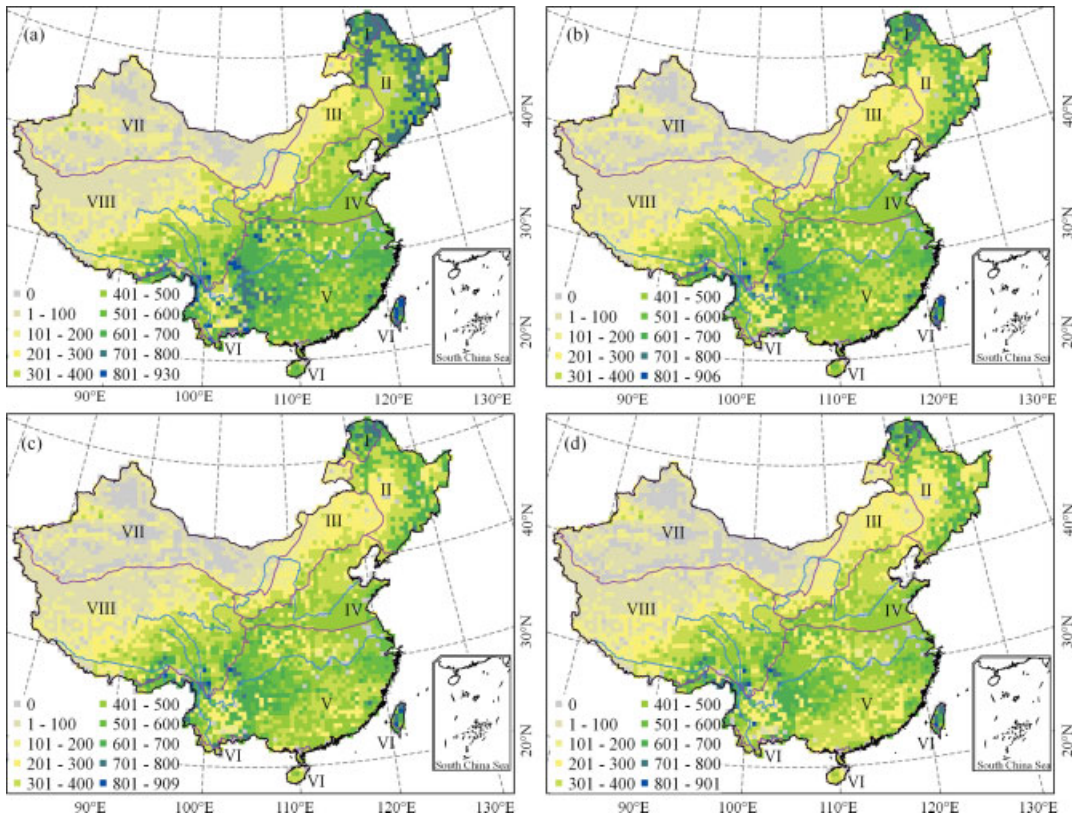 (a)
I
II
III
VII
VIII
IV
V
VI
VI
0
1 - 100
101 - 200
201 - 300
301 - 400
401 - 500
501 - 600
601 - 700
701 - 800
801 - 930
South China Sea
90°E 100°E 110°E 120°E 130°E
40°N
30°N
20°N
(b)
I
II
III
VII
VIII
IV
V
VI
VI
0
1 - 100
101 - 200
201 - 300
301 - 400
401 - 500
501 - 600
601 - 700
701 - 800
801 - 906
South China Sea
90°E 100°E 110°E 120°E 130°E
40°N
30°N
20°N
(c)
I
II
III
VII
VIII
IV
V
VI
VI
VI
0
1 - 100
101 - 200
201 - 300
301 - 400
401 - 500
501 - 600
601 - 700
701 - 800
801 - 909
South China Sea
90°E 100°E 110°E 120°E 130°E
40°N
30°N
20°N
(d)
I
II
III
VII
VIII
IV
V
VI
VI
VI
0
1 - 100
101 - 200
201 - 300
301 - 400
401 - 500
501 - 600
601 - 700
701 - 800
801 - 901
South China Sea
90°E 100°E 110°E 120°E 130°E
40°N
30°N
20°N